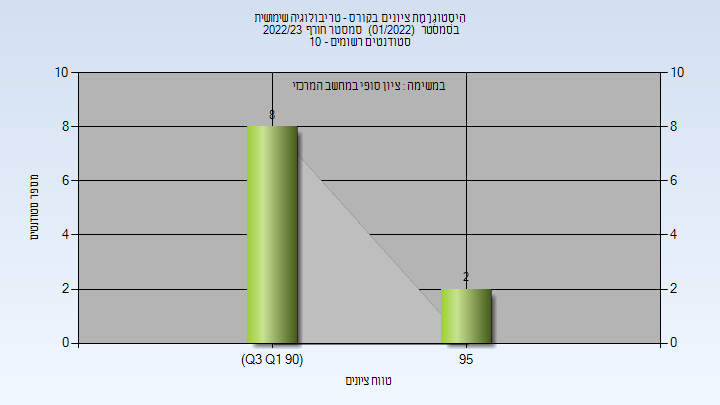 היסטוגרמת ציונים בקורס - טריבולוגיה שימושית
בסמסטר (01/2022) סמסטר חורף 2022/23
סטודנטים רשומים - 10
במשימה : ציון סופי במחשב המרכזי
10
8
6
4
2
0
10
8
6
4
2
0
8
2
מספר סטודנטים
(Q3 Q1 90)
95
טווח ציונים